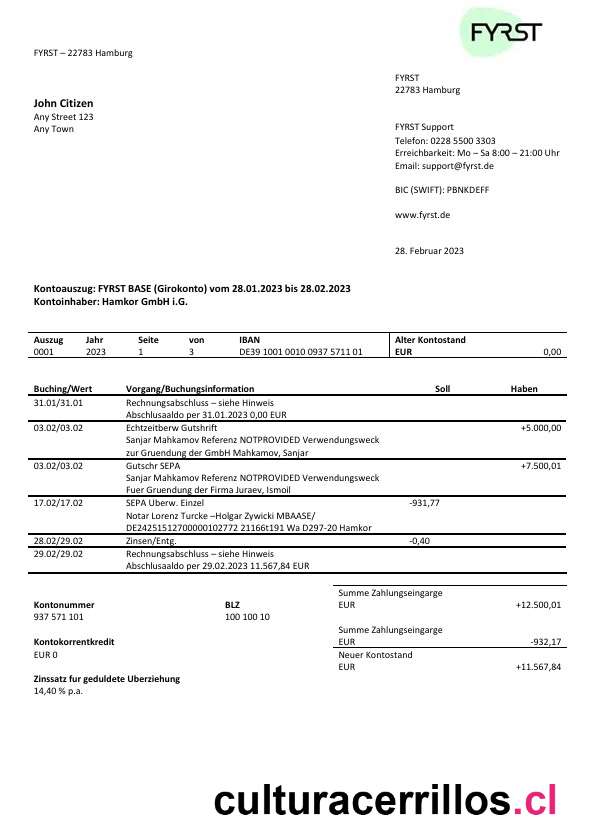 FYRST
FYRST – 22783 Hamburg
FYRST
22783 Hamburg
John Citizen
Any Street 123
Any Town
FYRST Support
Telefon: 0228 5500 3303
Erreichbarkeit: Mo – Sa 8:00 – 21:00 Uhr
Email: support@fyrst.de
BIC (SWIFT): PBNKDEFF
www.fyrst.de
28. Februar 2023
Kontoauszug: FYRST BASE (Girokonto) vom 28.01.2023 bis 28.02.2023
Kontoinhaber: Hamkor GmbH i.G.
Auszug Jahr Seite von IBAN Alter Kontostand
0001 2023 1 3 DE39 1001 0010 0937 5711 01 EUR 0,00
Buching/Wert Vorgang/Buchungsinformation Soll Haben
31.01/31.01 Rechnungsabschluss – siehe Hinweis
Abschlusaaldo per 31.01.2023 0,00 EUR
03.02/03.02 Echtzeitberw Gutshrift +5.000,00
Sanjar Mahkamov Referenz NOTPROVIDED Verwendungsweck
zur Gruendung der GmbH Mahkamov, Sanjar
03.02/03.02 Gutschr SEPA +7.500,01
Sanjar Mahkamov Referenz NOTPROVIDED Verwendungsweck
Fuer Gruendung der Firma Juraev, Ismoil
17.02/17.02 SEPA Uberw. Einzel -931,77
Notar Lorenz Turcke –Holgar Zywicki MBAASE/
DE24251512700000102772 21166t191 Wa D297-20 Hamkor
28.02/29.02 Zinsen/Entg. -0,40
29.02/29.02 Rechnungsabschluss – siehe Hinweis
Abschlusaaldo per 29.02.2023 11.567,84 EUR
Summe Zahlungseingarge
Kontonummer BLZ EUR +12.500,01
937 571 101 100 100 10
Summe Zahlungseingarge
Kontokorrentkredit EUR -932,17
EUR 0 Neuer Kontostand
EUR +11.567,84
Zinssatz fur geduldete Uberziehung
14,40 % p.a.
culturacerrillos.cl